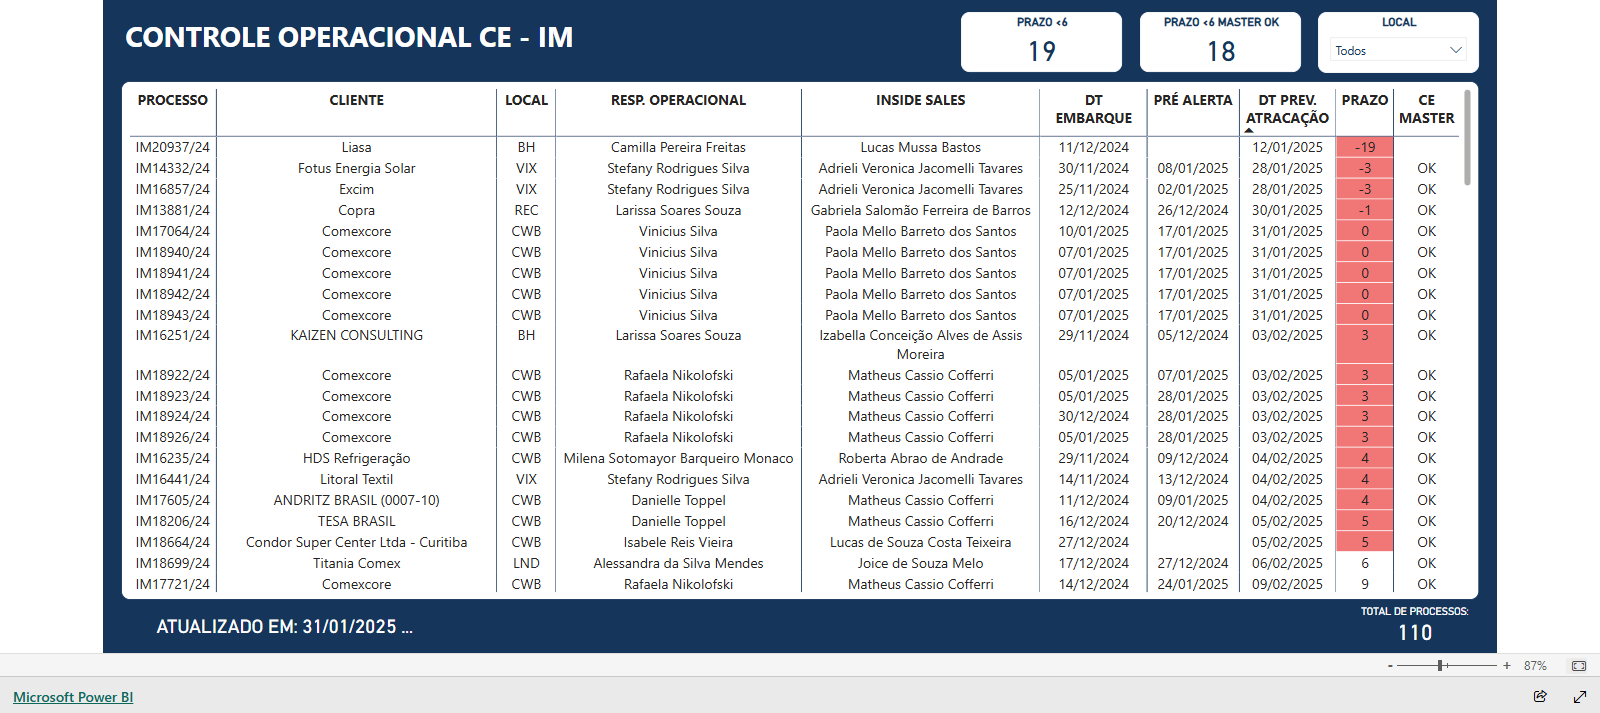 CONTROLE OPERACIONAL CE - IM
PRAZO <6
19
PRAZO <6 MASTER OK
18
LOCAL
Todos
PROCESSO CLIENTE LOCAL RESP. OPERACIONAL INSIDE SALES DT EMBARQUE PRÉ ALERTA DT PREV. ATRACAÇÃO PRAZO CE MASTER
IM20937/24 Liasa BH Camilla Pereira Freitas Lucas Mussa Bastos 11/12/2024 12/01/2025 -19
IM14332/24 Fotus Energia Solar VIX Stefany Rodrigues Silva Adrieli Veronica Jacomelli Tavares 30/11/2024 08/01/2025 28/01/2025 -3 OK
IM16857/24 Excim VIX Stefany Rodrigues Silva Adrieli Veronica Jacomelli Tavares 25/11/2024 02/01/2025 28/01/2025 -3 OK
IM13881/24 Copra REC Larissa Soares Souza Gabriela Salomão Ferreira de Barros 12/12/2024 26/12/2024 30/01/2025 -1 OK
IM17064/24 Comexcore CWB Vinicius Silva Paola Mello Barreto dos Santos 10/01/2025 17/01/2025 31/01/2025 0 OK
IM18940/24 Comexcore CWB Vinicius Silva Paola Mello Barreto dos Santos 07/01/2025 17/01/2025 31/01/2025 0 OK
IM18941/24 Comexcore CWB Vinicius Silva Paola Mello Barreto dos Santos 07/01/2025 17/01/2025 31/01/2025 0 OK
IM18942/24 Comexcore CWB Vinicius Silva Paola Mello Barreto dos Santos 07/01/2025 17/01/2025 31/01/2025 0 OK
IM18943/24 Comexcore CWB Vinicius Silva Paola Mello Barreto dos Santos 07/01/2025 17/01/2025 31/01/2025 0 OK
IM16251/24 KAIZEN CONSULTING BH Larissa Soares Souza Izabella Conceição Alves de Assis Moreira 29/11/2024 05/12/2024 03/02/2025 3 OK
IM18922/24 Comexcore CWB Rafaela Nikolofski Matheus Cassio Cofferri 05/01/2025 07/01/2025 03/02/2025 3 OK
IM18923/24 Comexcore CWB Rafaela Nikolofski Matheus Cassio Cofferri 05/01/2025 28/01/2025 03/02/2025 3 OK
IM18924/24 Comexcore CWB Rafaela Nikolofski Matheus Cassio Cofferri 30/12/2024 28/01/2025 03/02/2025 3 OK
IM18926/24 Comexcore CWB Rafaela Nikolofski Matheus Cassio Cofferri 05/01/2025 28/01/2025 03/02/2025 3 OK
IM16235/24 HDS Refrigeração CWB Milena Sotomayor Barqueiro Monaco Roberta Abrao de Andrade 29/11/2024 09/12/2024 04/02/2025 4 OK
IM16441/24 Litoral Textil VIX Stefany Rodrigues Silva Adrieli Veronica Jacomelli Tavares 14/11/2024 13/12/2024 04/02/2025 4 OK
IM17605/24 ANDRITZ BRASIL (0007-10) CWB Danielle Toppel Matheus Cassio Cofferri 11/12/2024 09/01/2025 04/02/2025 4 OK
IM18206/24 TESA BRASIL CWB Danielle Toppel Matheus Cassio Cofferri 16/12/2024 20/12/2024 05/02/2025 5 OK
IM18664/24 Condor Super Center Ltda - Curitiba CWB Isabele Reis Vieira Lucas de Souza Costa Teixeira 27/12/2024 05/02/2025 5 OK
IM18699/24 Titania Comex LND Alessandra da Silva Mendes Joice de Souza Melo 17/12/2024 27/12/2024 06/02/2025 6 OK
IM17721/24 Comexcore CWB Rafaela Nikolofski Matheus Cassio Cofferri 14/12/2024 24/01/2025 09/02/2025 9 OK
ATUALIZADO EM: 31/01/2025 ...
TOTAL DE PROCESSOS:
110
- + 87%
Microsoft Power BI